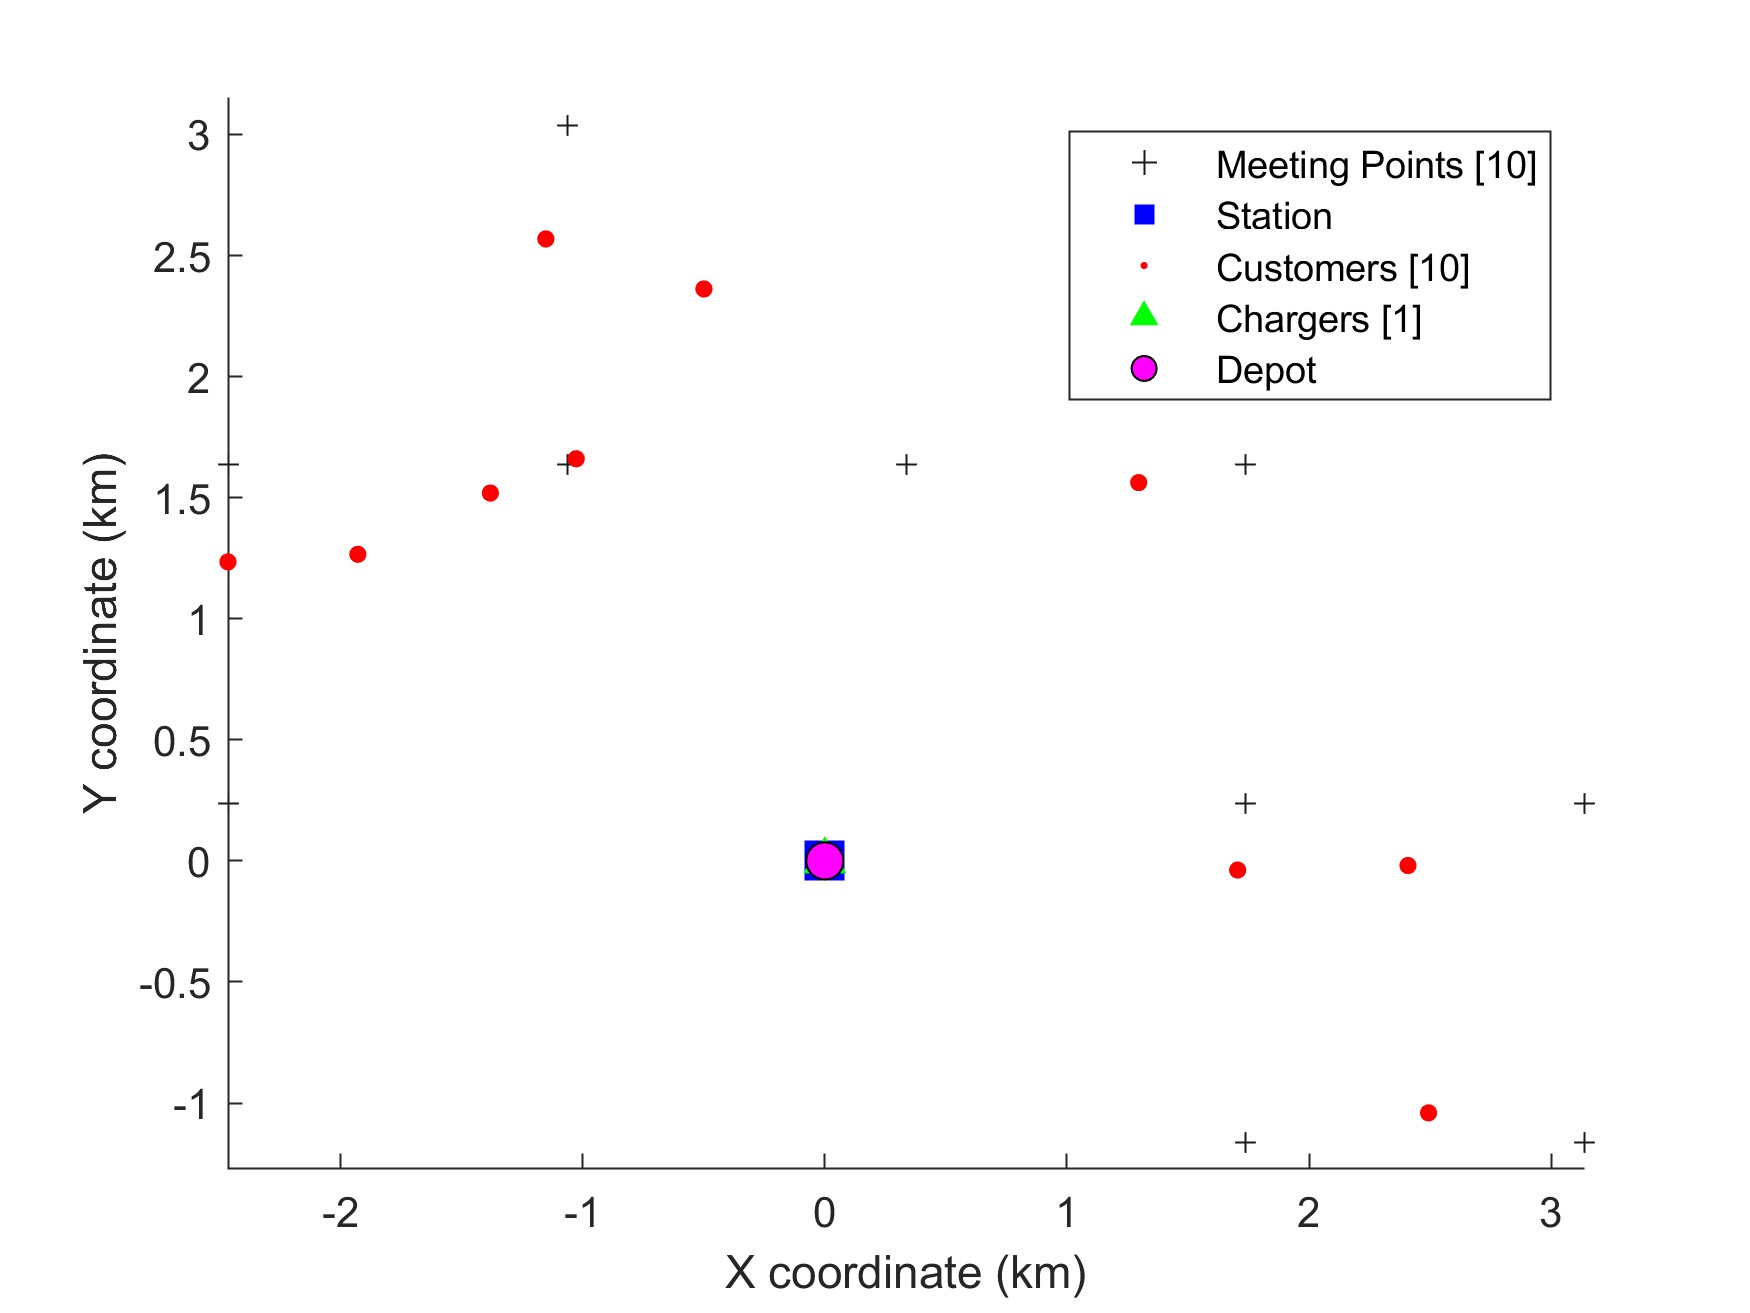 3
2.5
2
1.5
1
0.5
0
-0.5
-1
Y coordinate (km)
Meeting Points [10]
Station
Customers [10]
Chargers [1]
Depot
-2 -1 0 1 2 3
X coordinate (km)